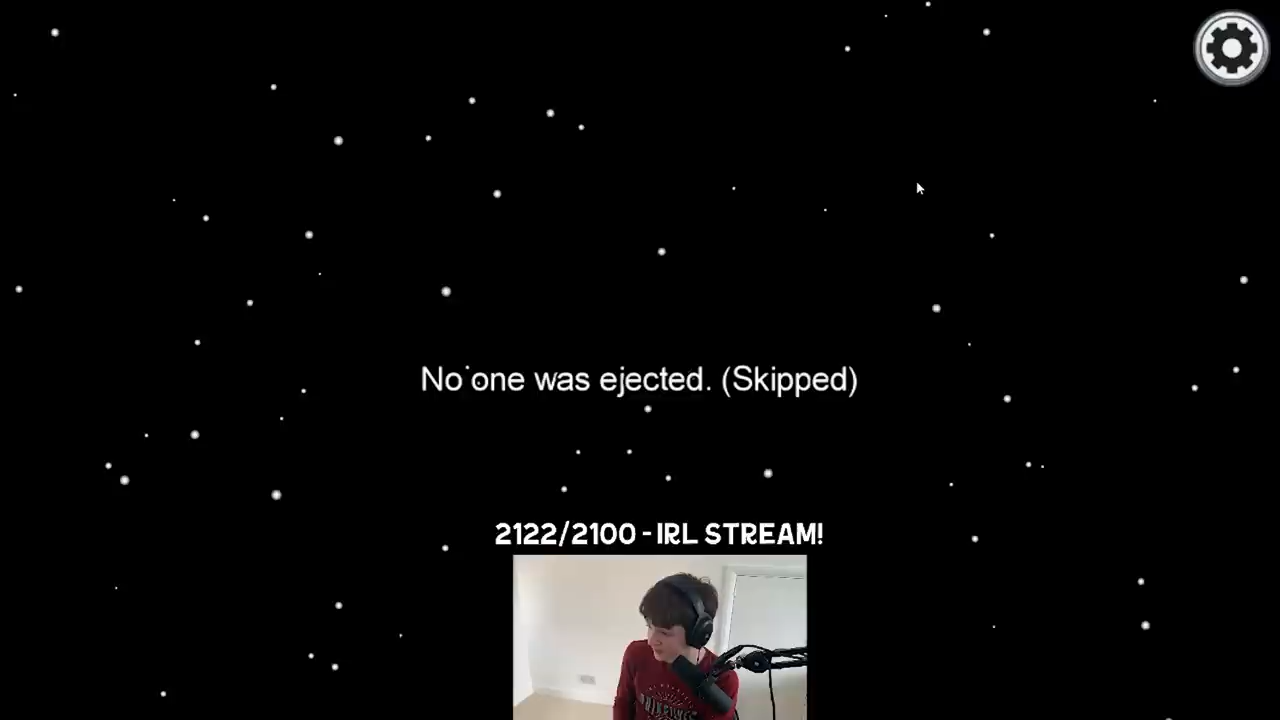 No one was ejected. (Skipped)
2122/2100 - IRL STREAM!